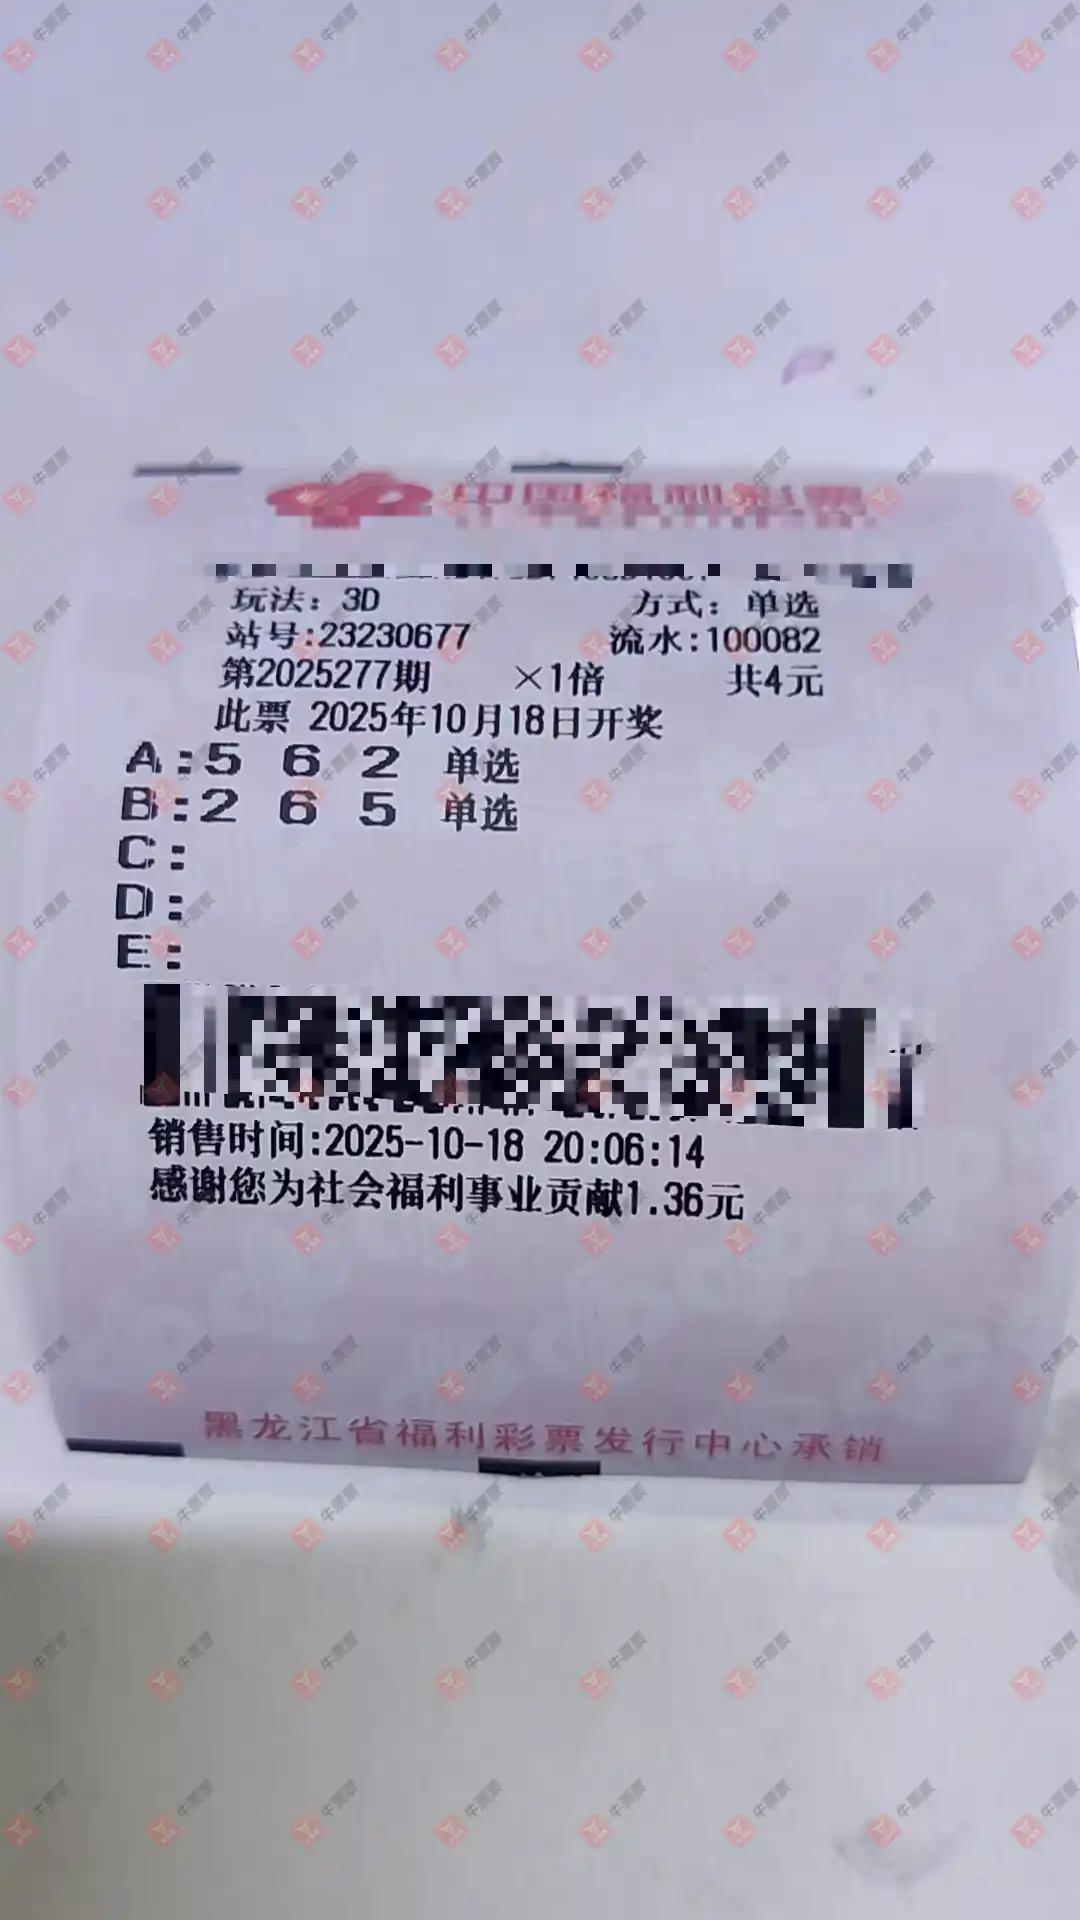 中国福利彩票
玩法：3D 方式：单选
站号:23230677 流水:100082
第2025277期 ×1倍 共4元
此票 2025年10月18日开奖
A:5 6 2 单选
B:2 6 5 单选
C:
D:
E:
销售时间:2025-10-18 20:06:14
感谢您为社会福利事业贡献1.36元
黑龙江省福利彩票发行中心承销
牛票票